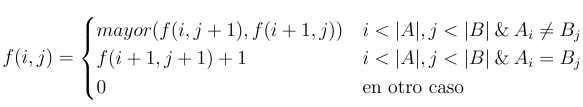 mayor(f(i, j + 1), f(i + 1, j)) i < |A|, j < |B| & A_i ≠ B_j
f(i, j) = { f(i + 1, j + 1) + 1 i < |A|, j < |B| & A_i = B_j
0 en otro caso